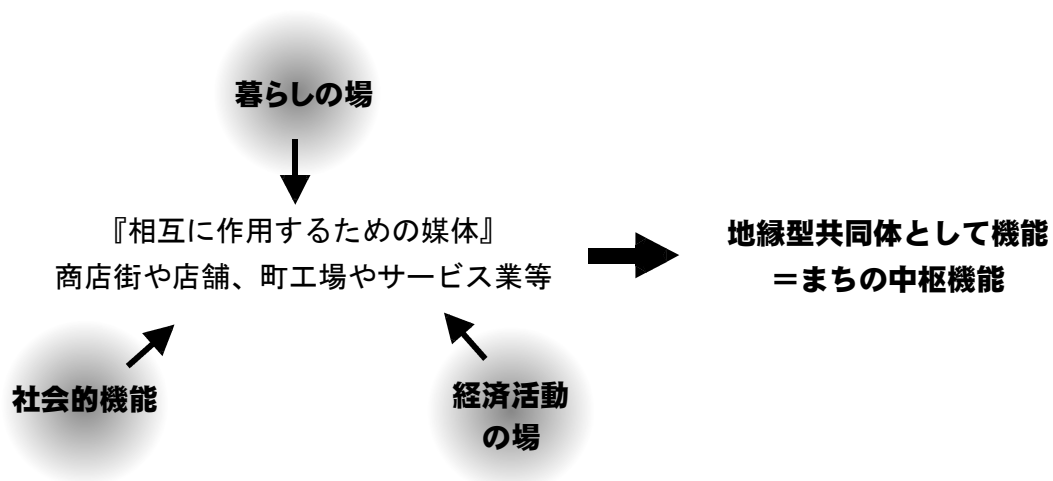 暮らしの場
『相互に作用するための媒体』
商店街や店舗、町工場やサービス業等
地縁型共同体として機能
＝まちの中枢機能
社会的機能
経済活動
の場